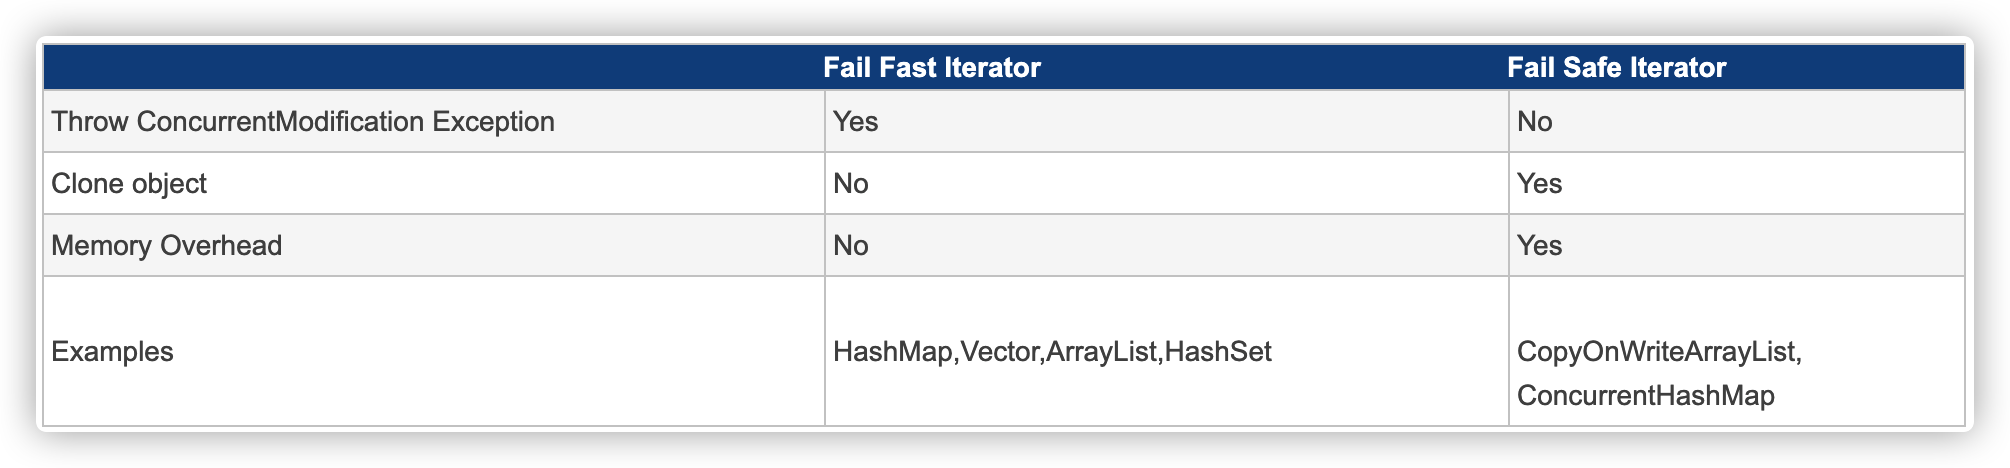 Fail Fast Iterator Fail Safe Iterator
Throw ConcurrentModification Exception Yes No
Clone object No Yes
Memory Overhead No Yes
Examples HashMap,Vector,ArrayList,HashSet CopyOnWriteArrayList,
ConcurrentHashMap